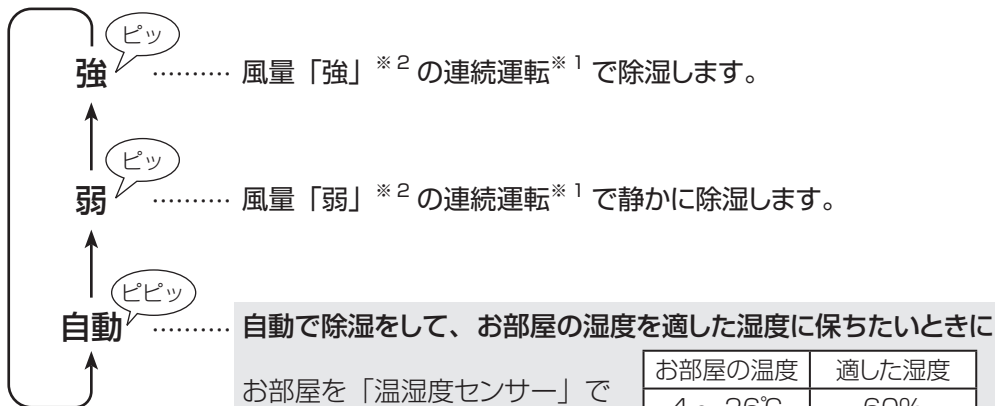 ピッ
強 ………… 風量「強」※2 の連続運転※1 で除湿します。
ピッ
弱 ………… 風量「弱」※2 の連続運転※1 で静かに除湿します。
ピピッ
自動 ………… 自動で除湿をして、お部屋の湿度を適した湿度に保ちたいときに
お部屋を「温湿度センサー」で
お部屋の温度 適した湿度